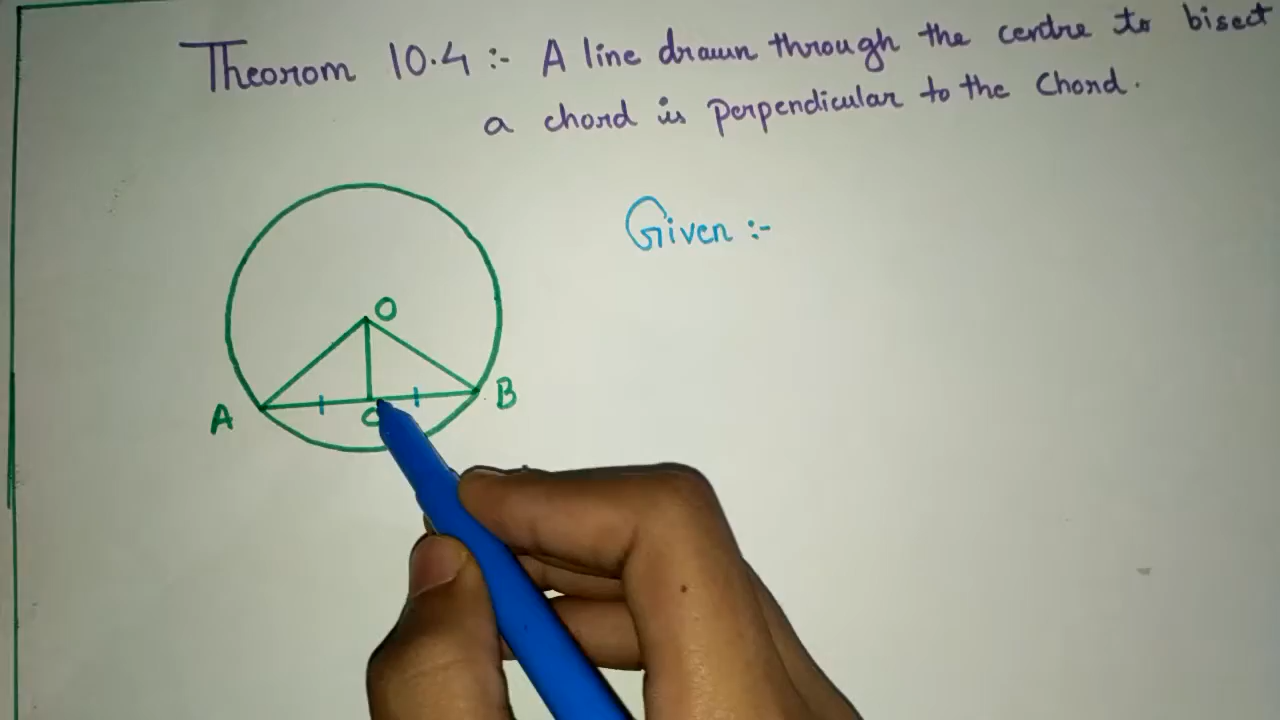 Theorom 10.4 :- A line drawn through the centre to bisect
a chord is perpendicular to the Chord.
Given :-
O
A
C
B